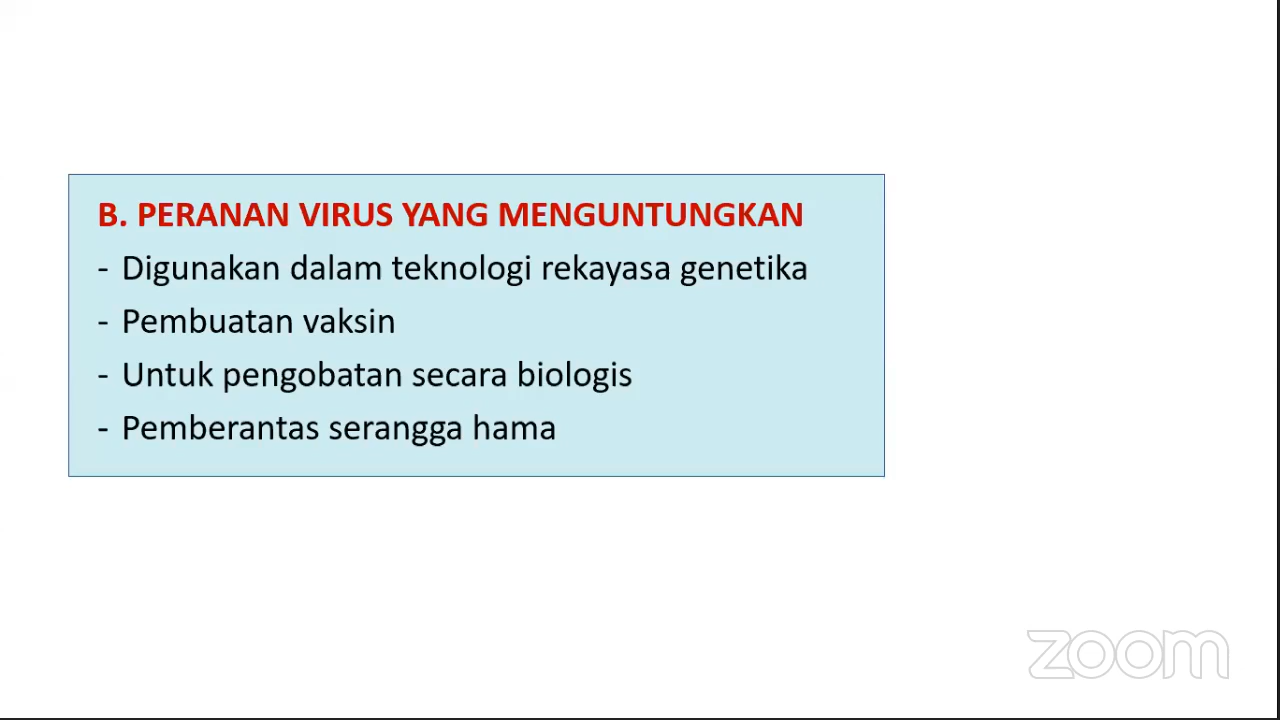 B. PERANAN VIRUS YANG MENGUNTUNGKAN
- Digunakan dalam teknologi rekayasa genetika
- Pembuatan vaksin
- Untuk pengobatan secara biologis
- Pemberantas serangga hama
zoom